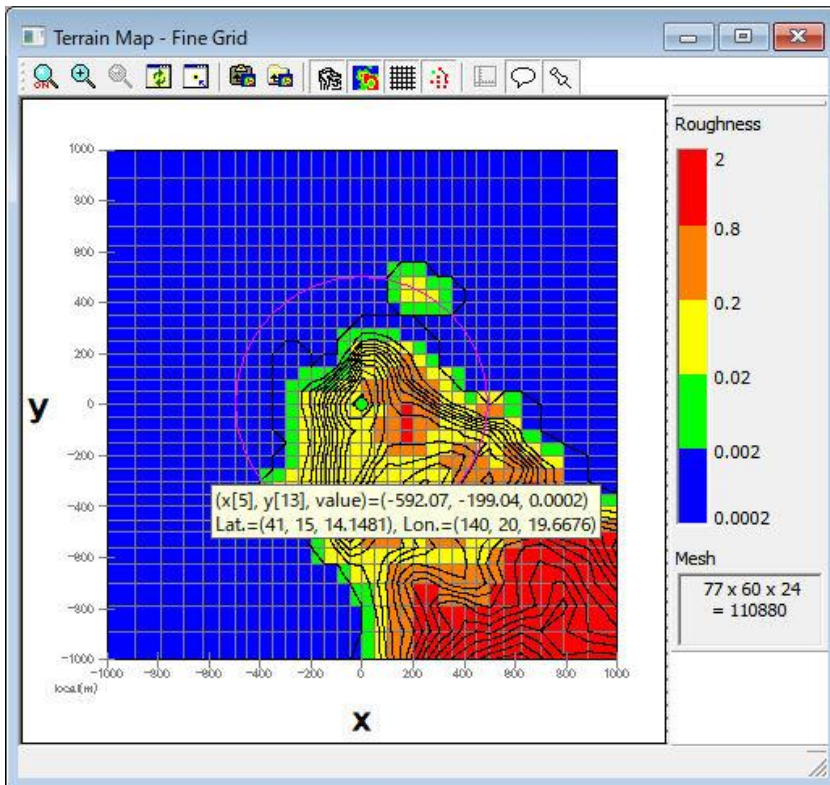 Terrain Map - Fine Grid
ON
Roughness
2
0.8
0.2
0.02
0.002
0.0002
Mesh
77 x 60 x 24
= 110880
1000
800
600
400
200
0
-200
-400
-600
-800
-1000
y
(x[5], y[13], value)=(-592.07, -199.04, 0.0002)
Lat.=(41, 15, 14.1481), Lon.=(140, 20, 19.6676)
-1000 -800 -600 -400 -200 0 200 400 600 800 1000
local(m)
x